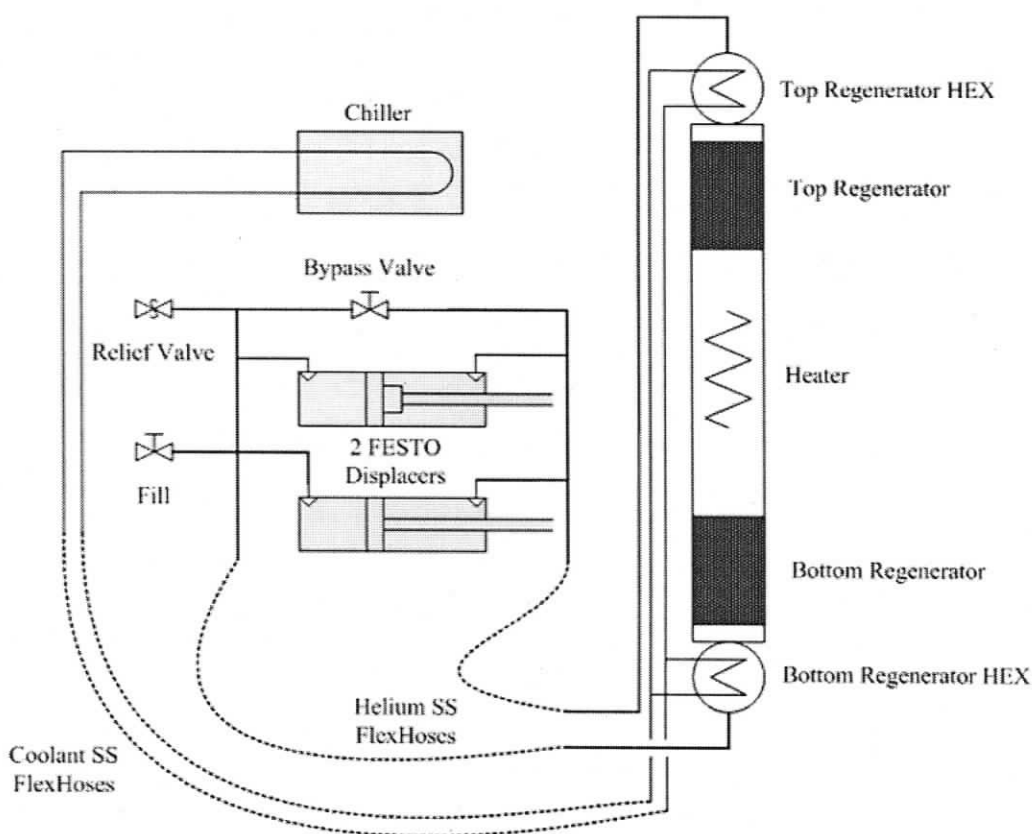 Top Regenerator HEX
Chiller
Top Regenerator
Bypass Valve
Relief Valve
Heater
2 FESTO
Displacers
Fill
Bottom Regenerator
Bottom Regenerator HEX
Helium SS
FlexHoses
Coolant SS
FlexHoses